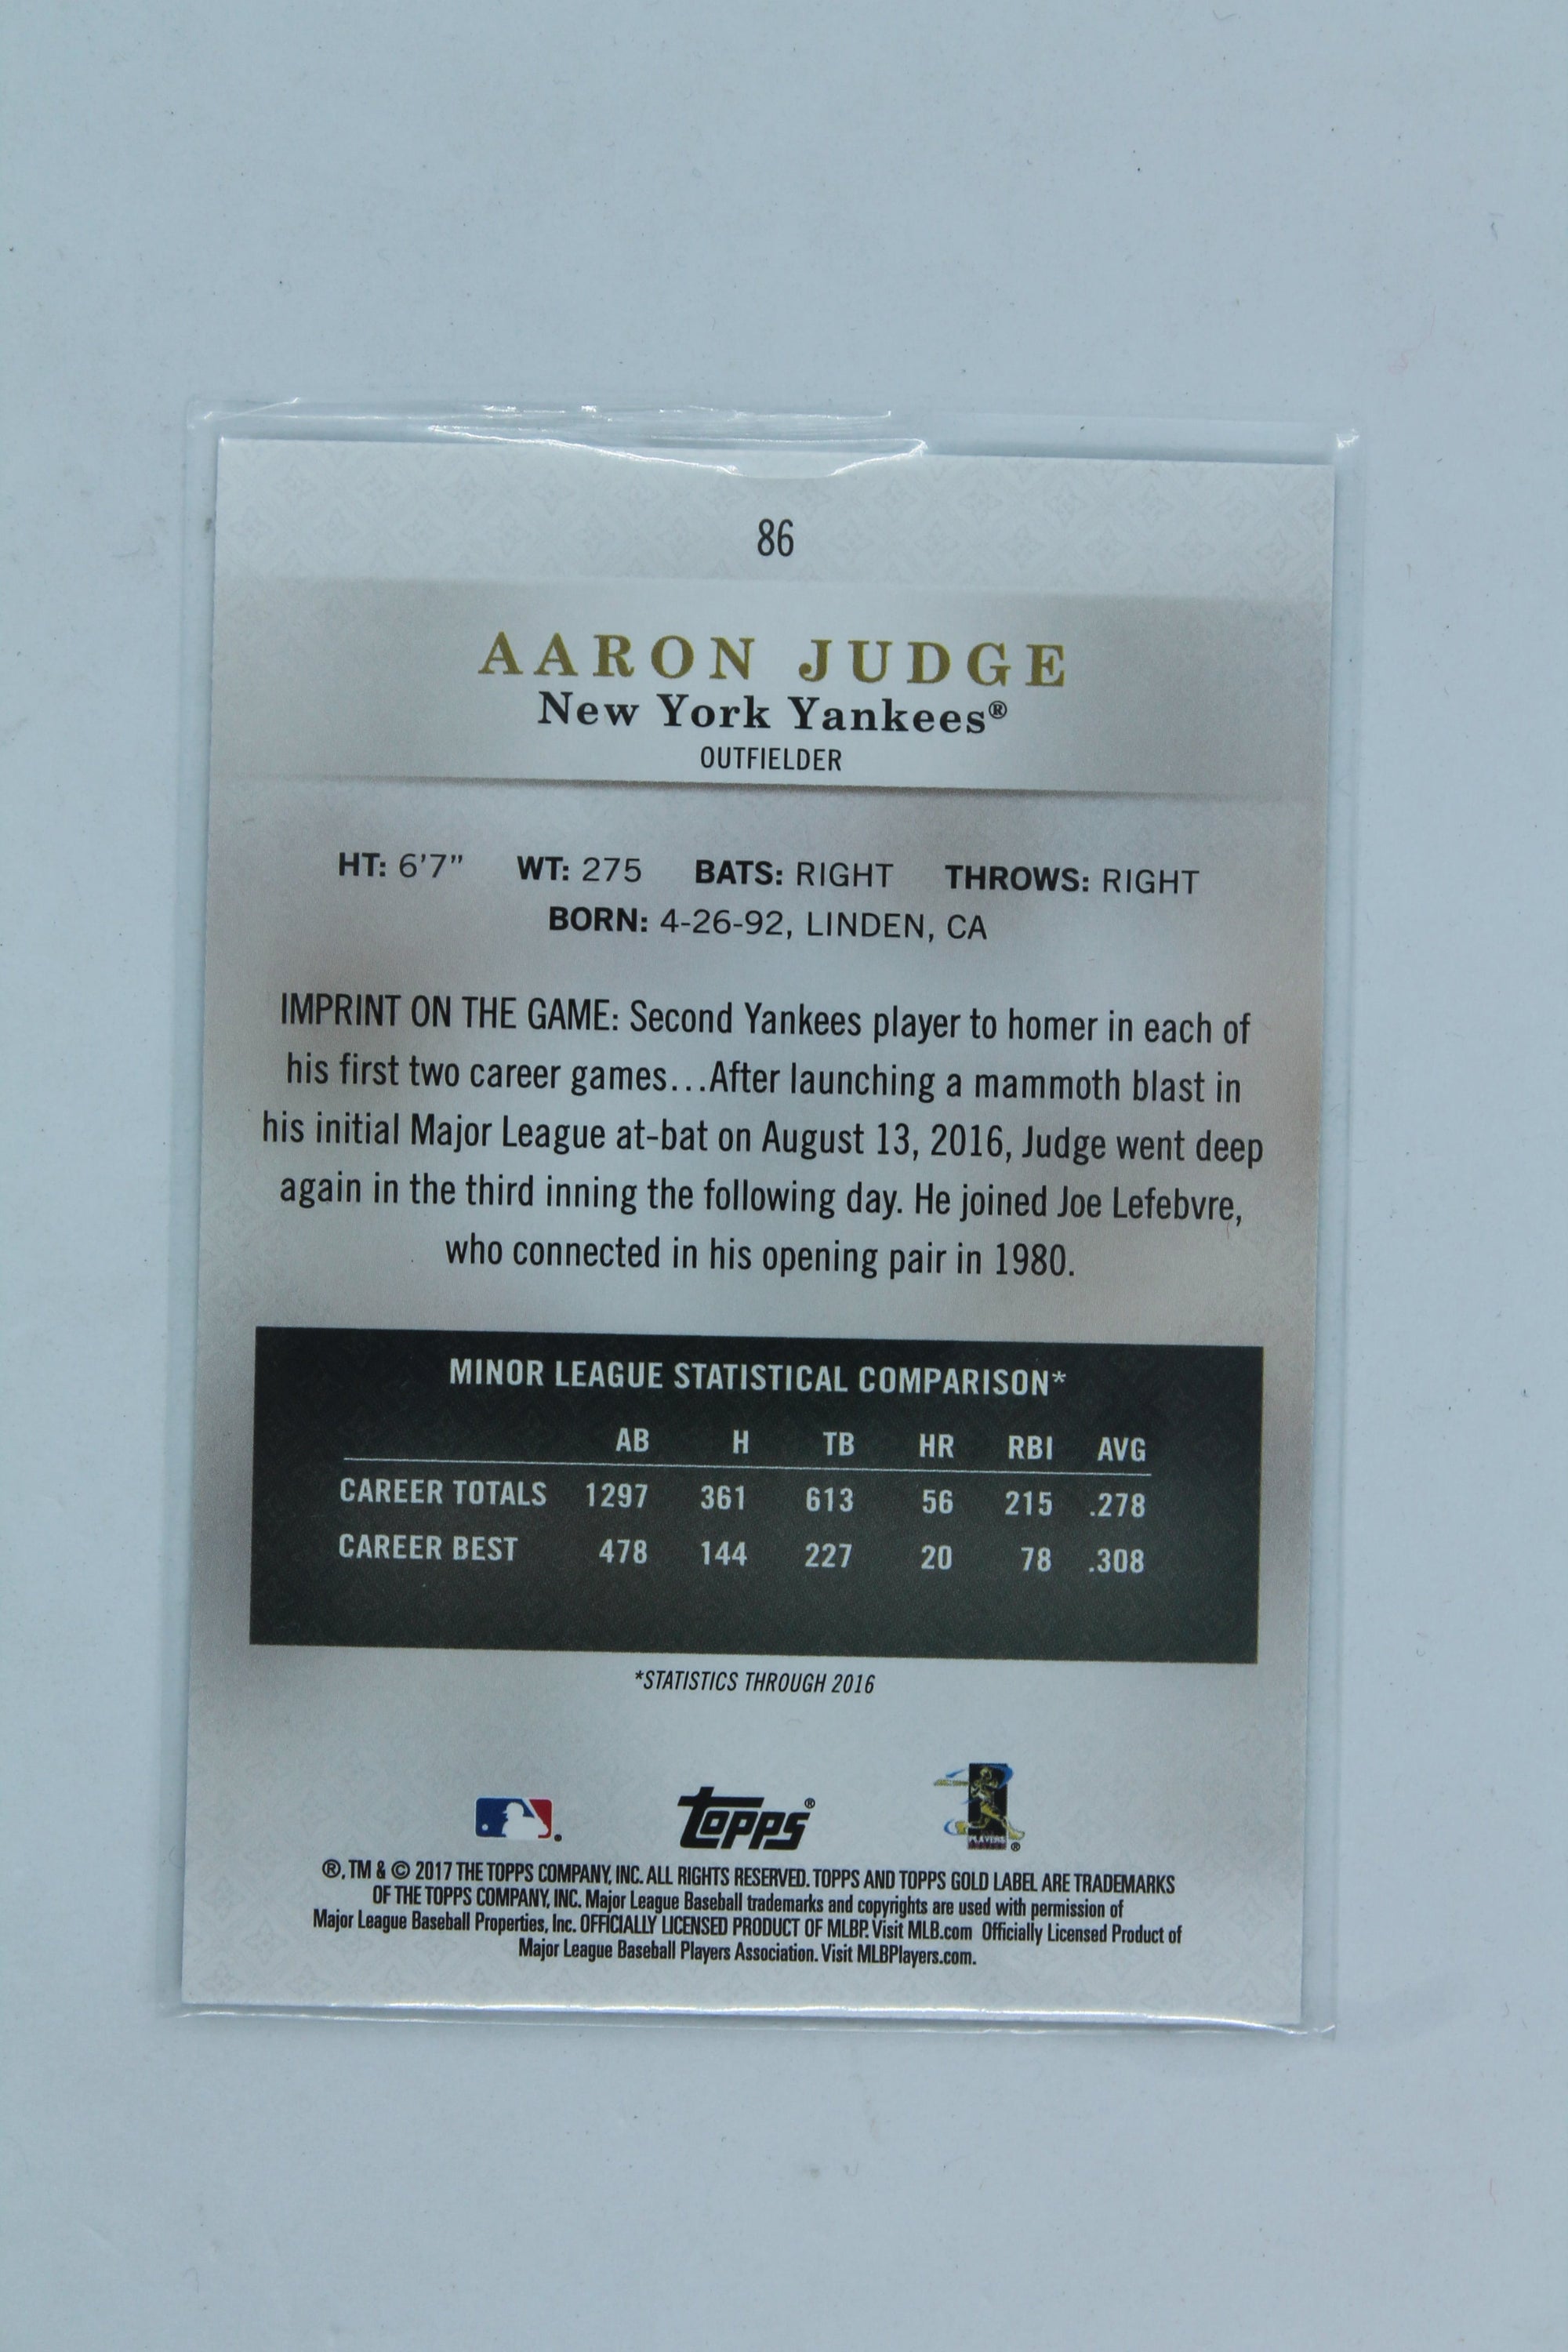 86
AARON JUDGE
New York Yankees®
OUTFIELDER
HT: 6'7" WT: 275 BATS: RIGHT THROWS: RIGHT
BORN: 4-26-92, LINDEN, CA
IMPRINT ON THE GAME: Second Yankees player to homer in each of
his first two career games...After launching a mammoth blast in
his initial Major League at-bat on August 13, 2016, Judge went deep
again in the third inning the following day. He joined Joe Lefebvre,
who connected in his opening pair in 1980.
MINOR LEAGUE STATISTICAL COMPARISON*
AB H TB HR RBI AVG
CAREER TOTALS 1297 361 613 56 215 .278
CAREER BEST 478 144 227 20 78 .308
*STATISTICS THROUGH 2016
TOPPS® PLAYERS ®
®, TM & © 2017 THE TOPPS COMPANY, INC. ALL RIGHTS RESERVED. TOPPS AND TOPPS GOLD LABEL ARE TRADEMARKS
OF THE TOPPS COMPANY, INC. Major League Baseball trademarks and copyrights are used with permission of
Major League Baseball Properties, Inc. OFFICIALLY LICENSED PRODUCT OF MLBP. Visit MLB.com Officially Licensed Product of
Major League Baseball Players Association. Visit MLBPlayers.com.